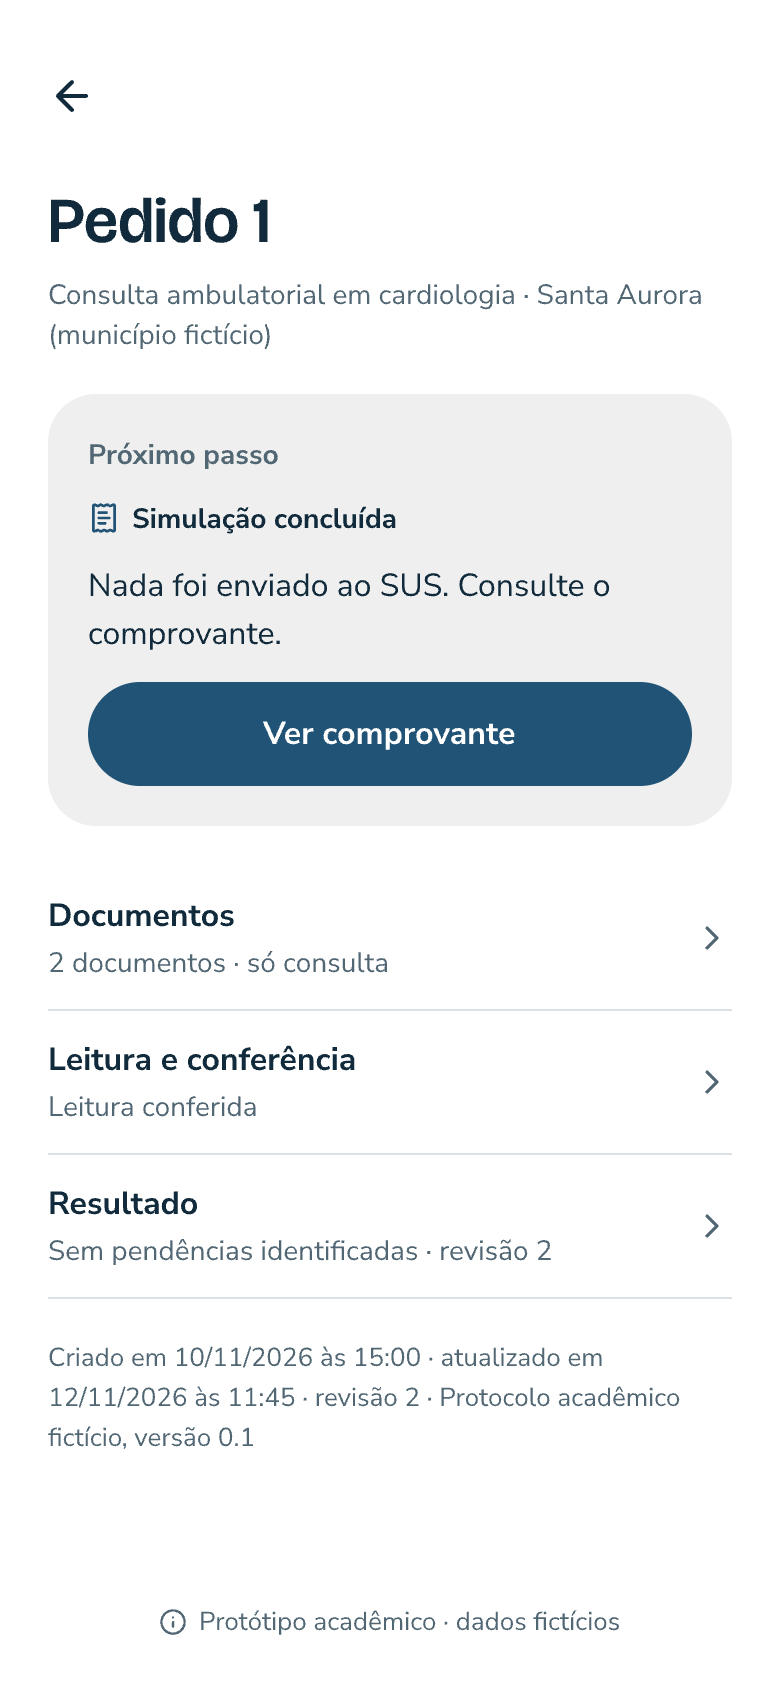 Pedido 1
Consulta ambulatorial em cardiologia · Santa Aurora
(município fictício)
Próximo passo
Simulação concluída
Nada foi enviado ao SUS. Consulte o
comprovante.
Ver comprovante
Documentos
2 documentos · só consulta
Leitura e conferência
Leitura conferida
Resultado
Sem pendências identificadas · revisão 2
Criado em 10/11/2026 às 15:00 · atualizado em
12/11/2026 às 11:45 · revisão 2 · Protocolo acadêmico
fictício, versão 0.1
Protótipo acadêmico · dados fictícios